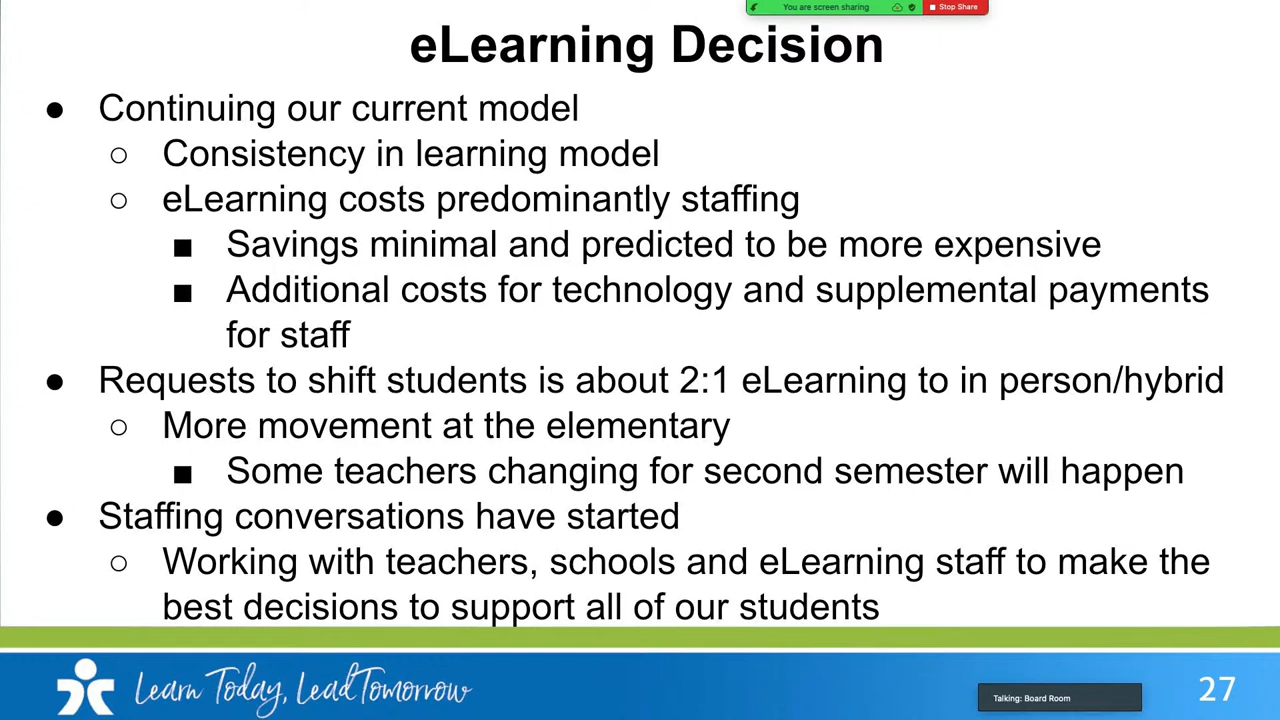 You are screen sharing
Stop Share
eLearning Decision
● Continuing our current model
○ Consistency in learning model
○ eLearning costs predominantly staffing
■ Savings minimal and predicted to be more expensive
■ Additional costs for technology and supplemental payments
for staff
● Requests to shift students is about 2:1 eLearning to in person/hybrid
○ More movement at the elementary
■ Some teachers changing for second semester will happen
● Staffing conversations have started
○ Working with teachers, schools and eLearning staff to make the
best decisions to support all of our students
Learn Today, Lead Tomorrow
Talking: Board Room
27